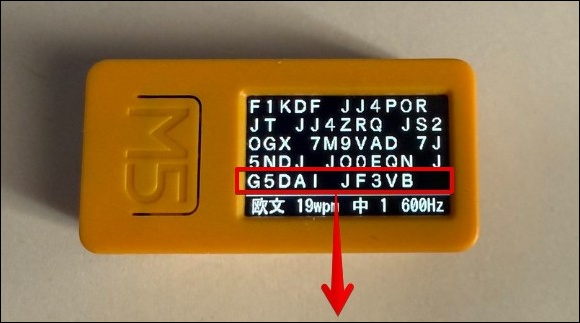 M5
F1KDF JJ4POR
JT JJ4ZRQ JS2
OGX 7M9VAD 7J
5NDJ JO0EQN J
G5DAI JF3VB
欧文 19wpm 中 1 600Hz